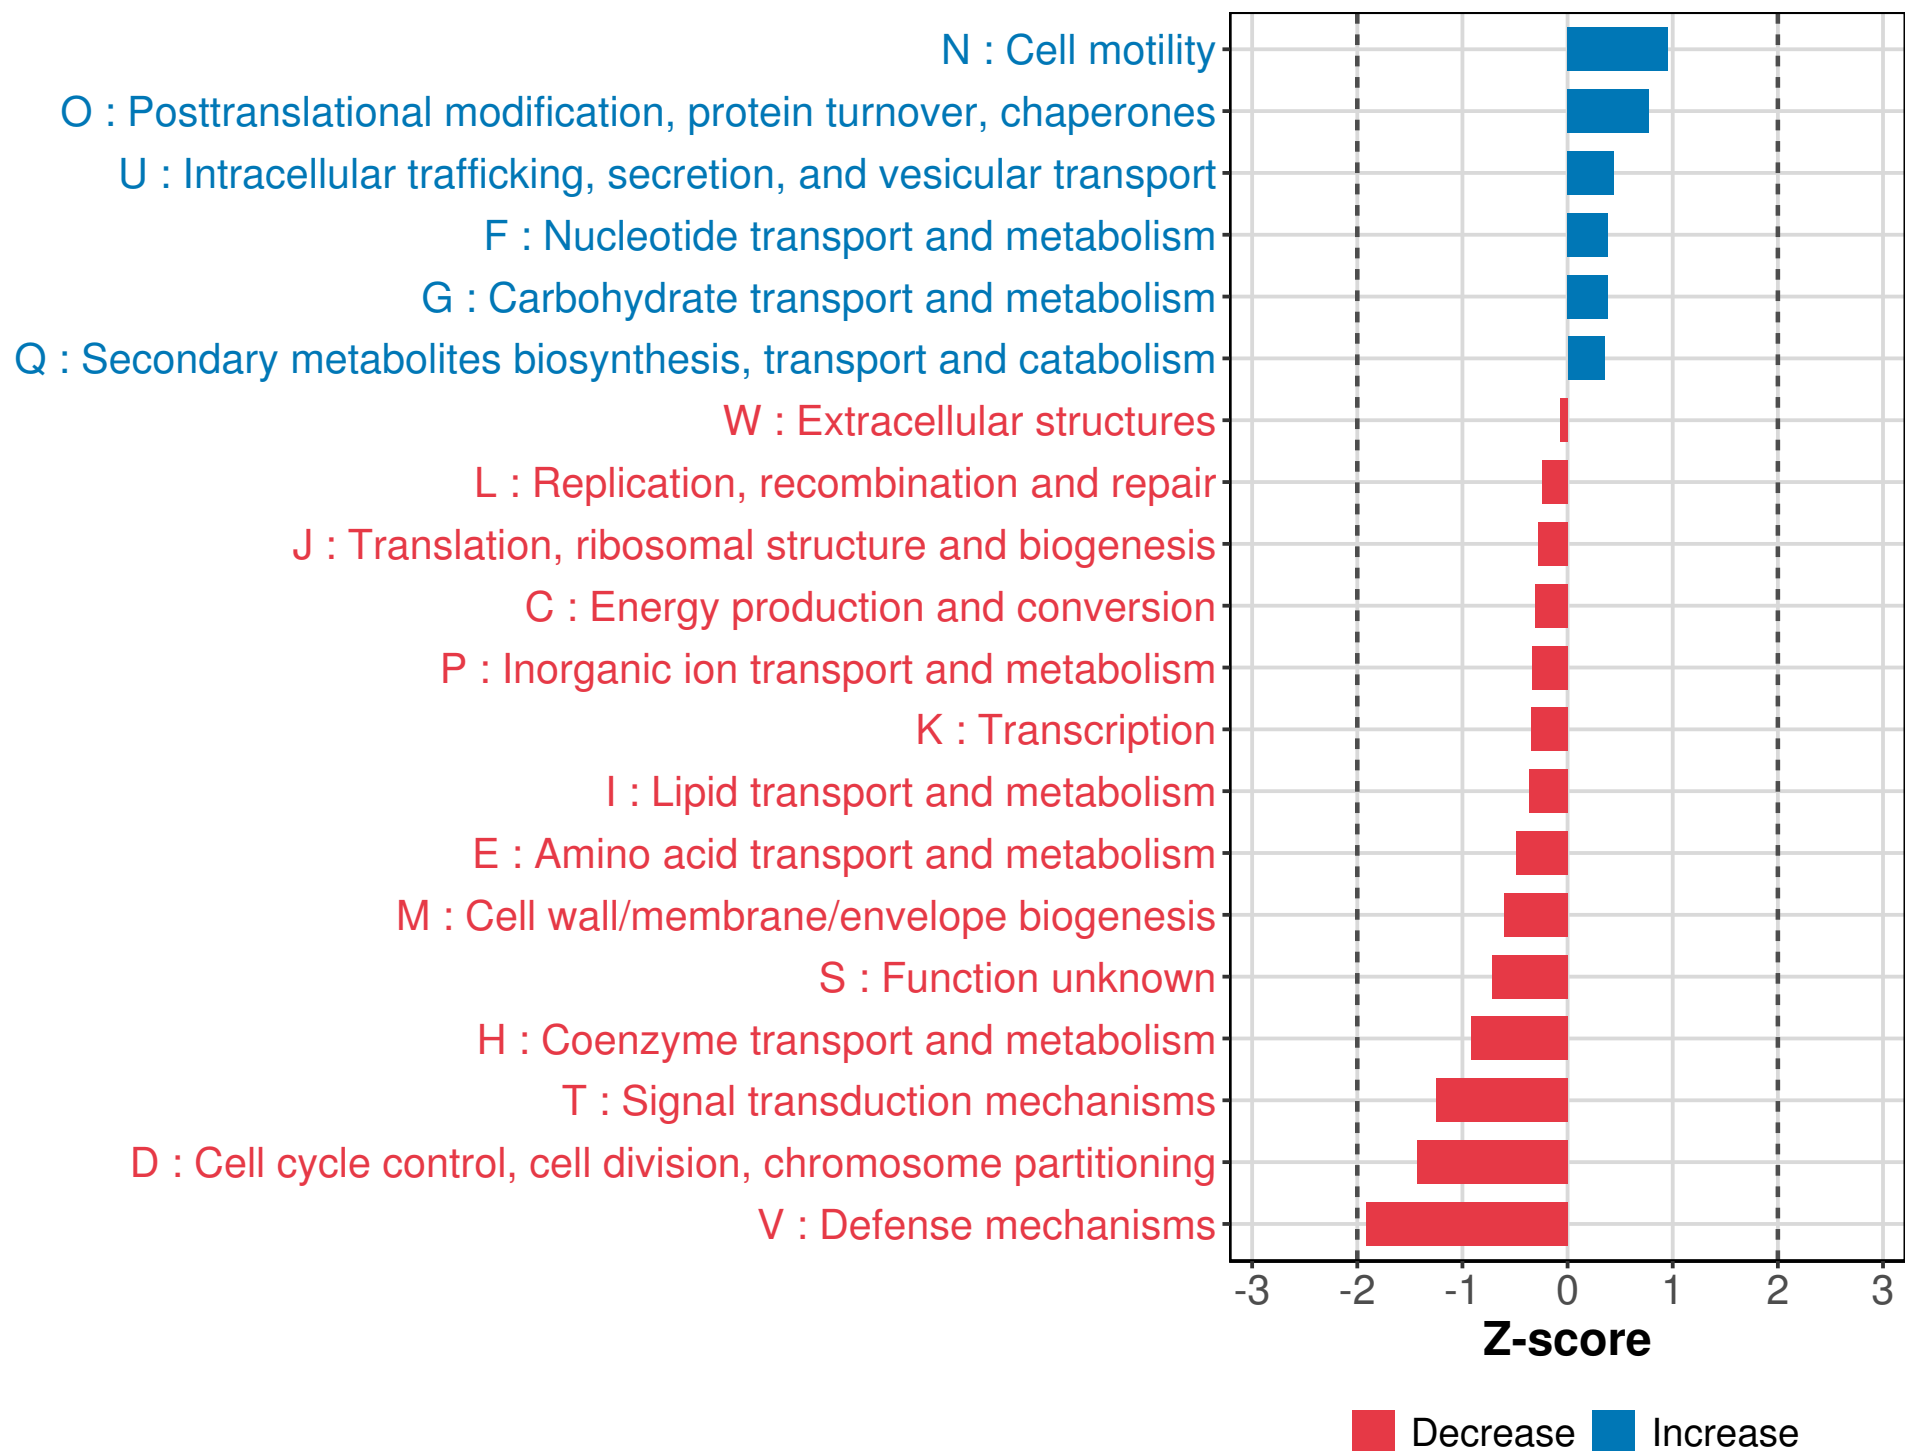 N : Cell motility
O : Posttranslational modification, protein turnover, chaperones
U : Intracellular trafficking, secretion, and vesicular transport
F : Nucleotide transport and metabolism
G : Carbohydrate transport and metabolism
Q : Secondary metabolites biosynthesis, transport and catabolism
W : Extracellular structures
L : Replication, recombination and repair
J : Translation, ribosomal structure and biogenesis
C : Energy production and conversion
P : Inorganic ion transport and metabolism
K : Transcription
I : Lipid transport and metabolism
E : Amino acid transport and metabolism
M : Cell wall/membrane/envelope biogenesis
S : Function unknown
H : Coenzyme transport and metabolism
T : Signal transduction mechanisms
D : Cell cycle control, cell division, chromosome partitioning
V : Defense mechanisms
-3 -2 -1 0 1 2 3
Z-score
Decrease Increase